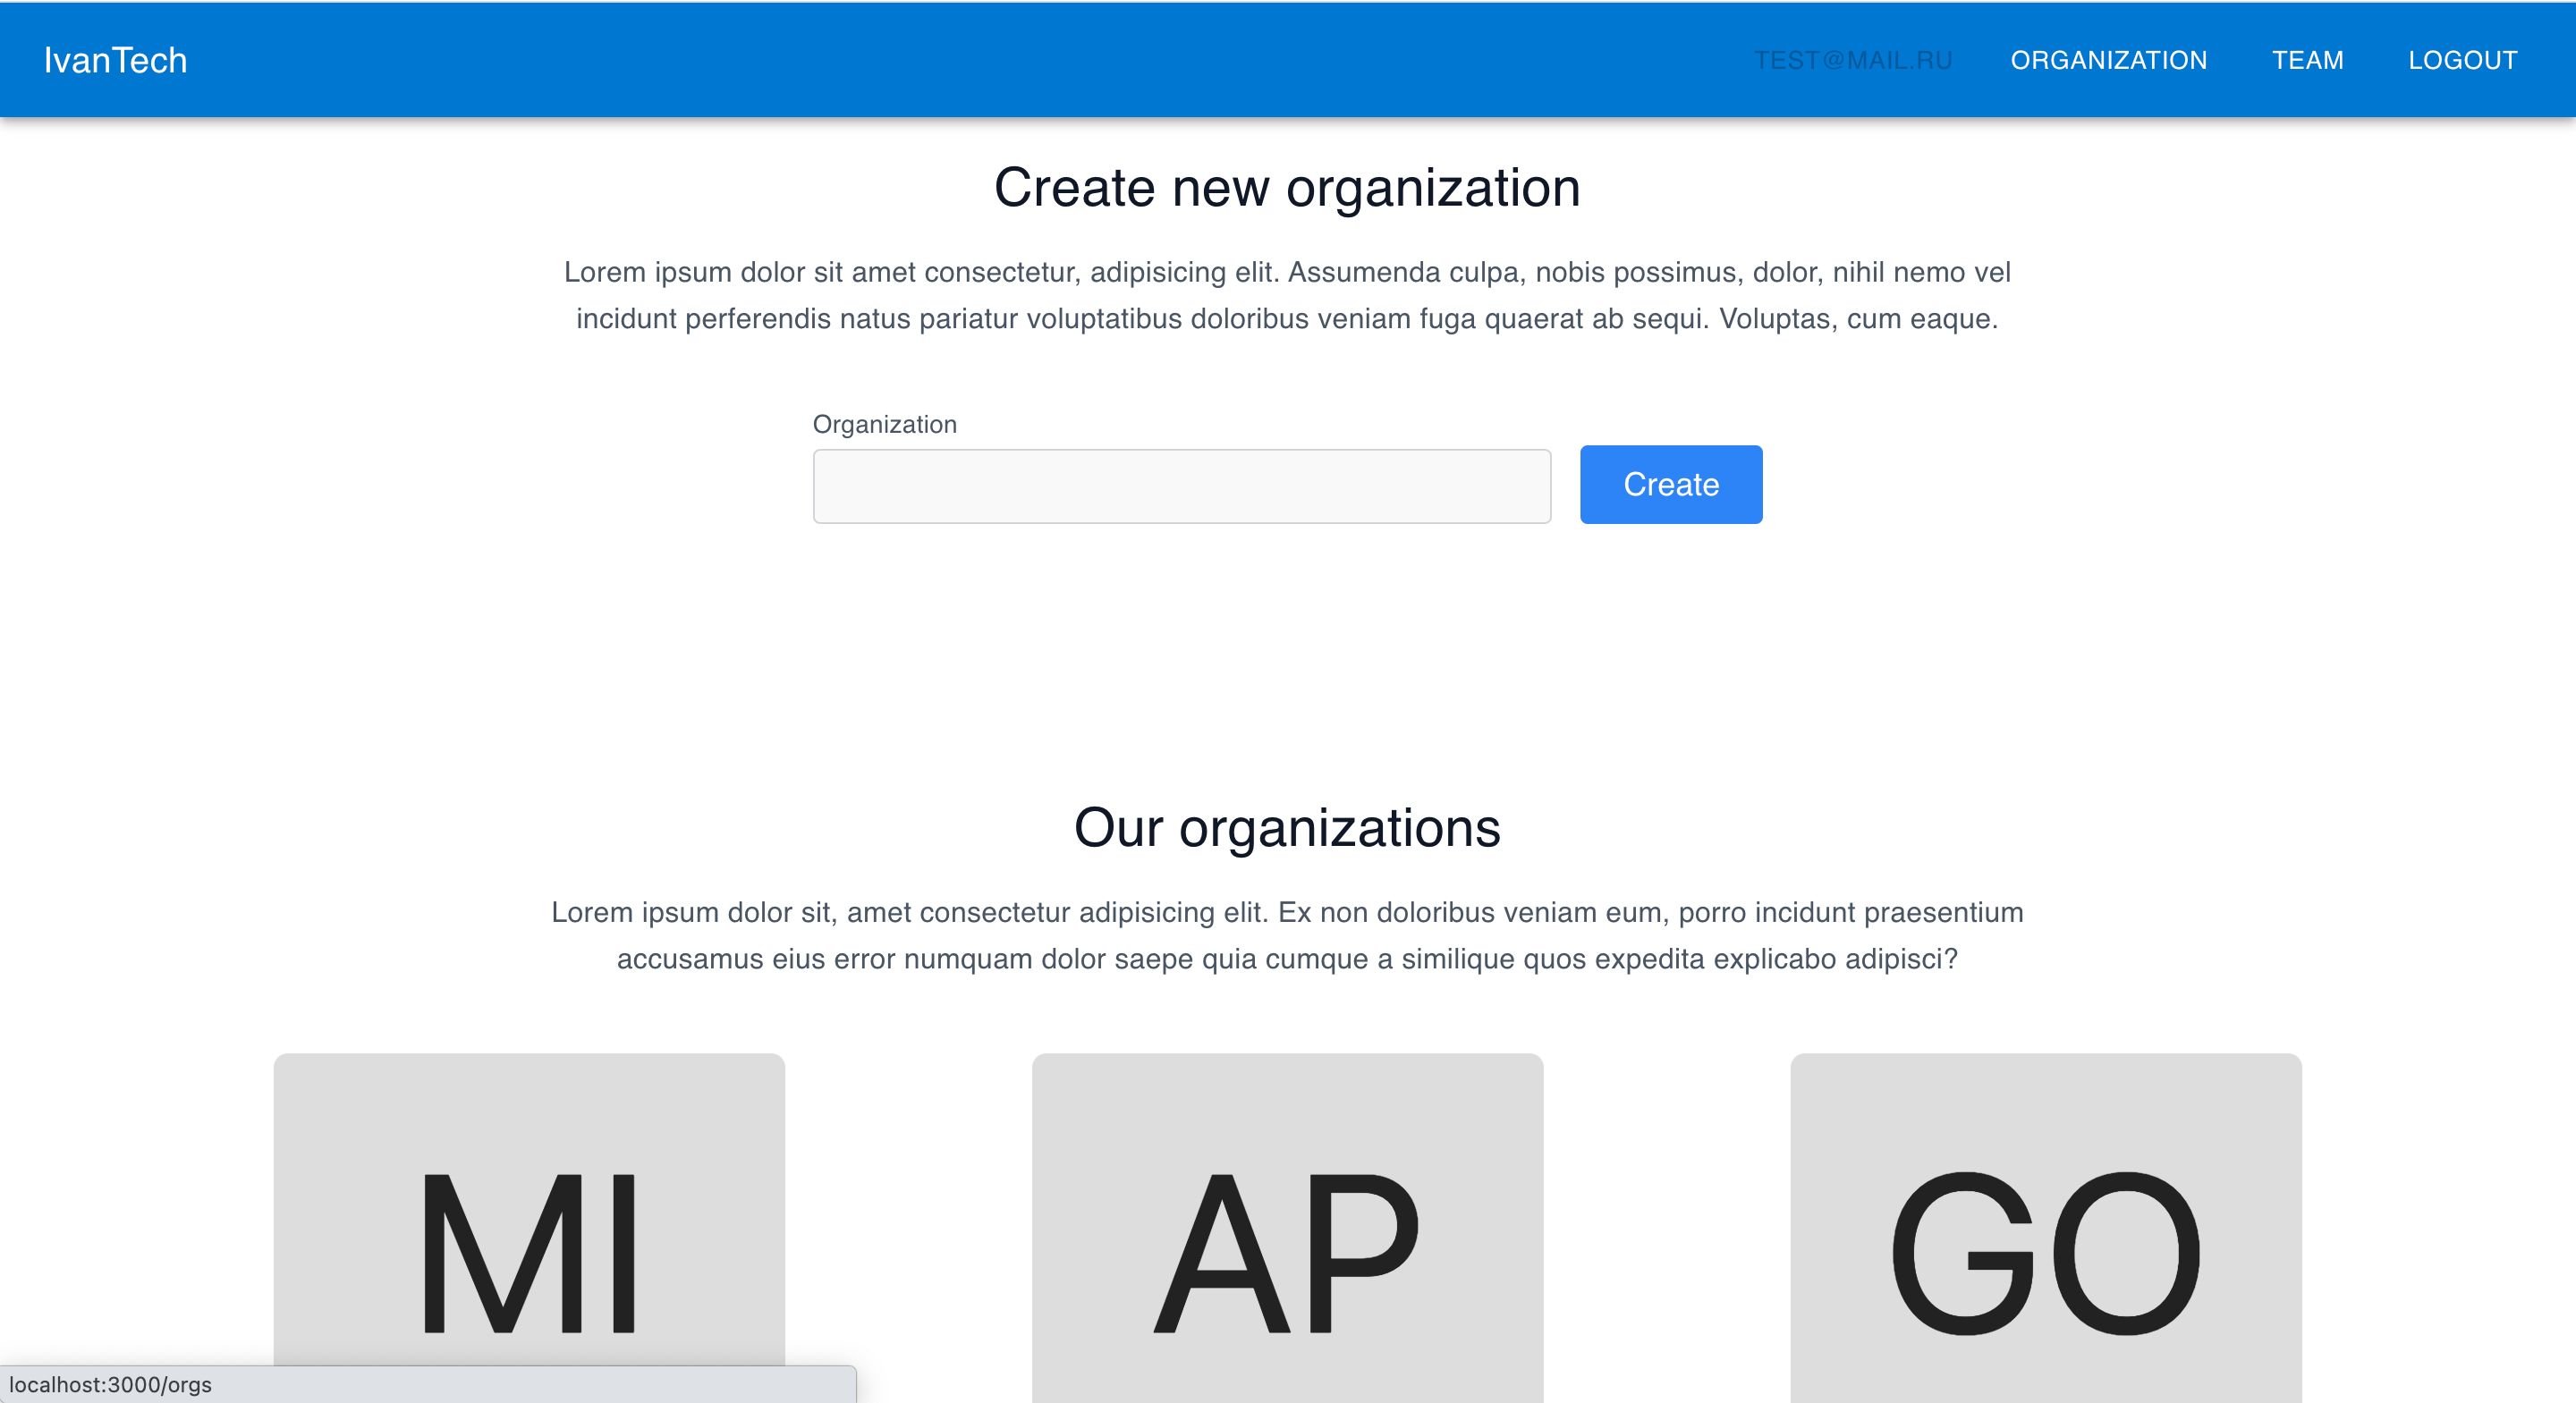 IvanTech
TEST@MAIL.RU
ORGANIZATION
TEAM
LOGOUT
Create new organization
Lorem ipsum dolor sit amet consectetur, adipisicing elit. Assumenda culpa, nobis possimus, dolor, nihil nemo vel
incidunt perferendis natus pariatur voluptatibus doloribus veniam fuga quaerat ab sequi. Voluptas, cum eaque.
Organization
Create
Our organizations
Lorem ipsum dolor sit, amet consectetur adipisicing elit. Ex non doloribus veniam eum, porro incidunt praesentium
accusamus eius error numquam dolor saepe quia cumque a similique quos expedita explicabo adipisci?
MI
AP
GO
localhost:3000/orgs